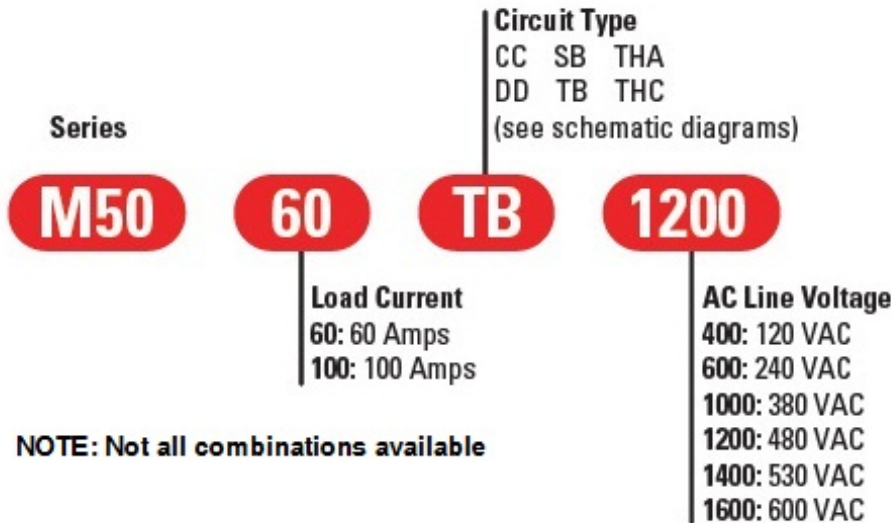 Circuit Type
CC SB THA
DD TB THC
(see schematic diagrams)
Series
M50 60 TB 1200
Load Current
60: 60 Amps
100: 100 Amps
AC Line Voltage
400: 120 VAC
600: 240 VAC
1000: 380 VAC
1200: 480 VAC
1400: 530 VAC
1600: 600 VAC
NOTE: Not all combinations available